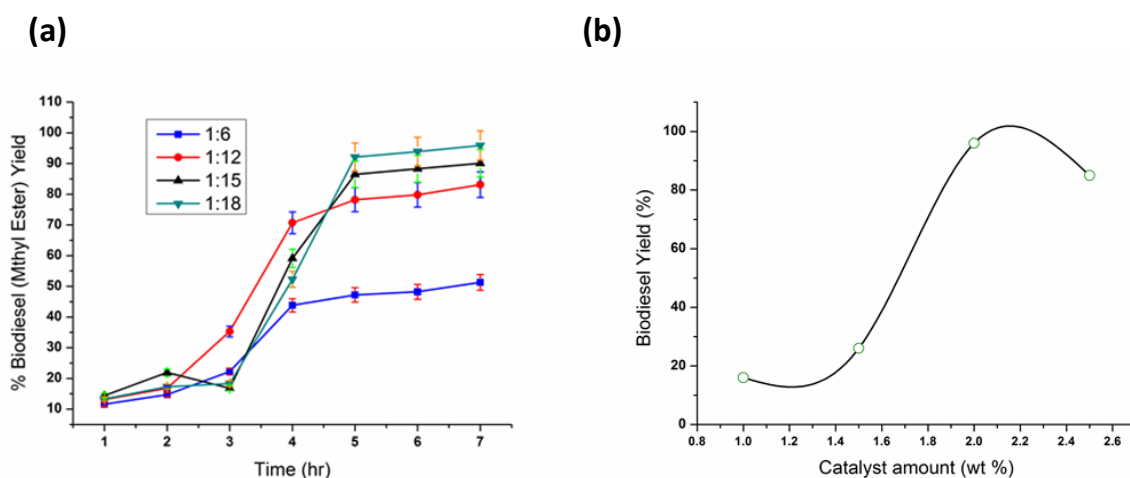 (a)
(b)
% Biodiesel (Mthyl Ester) Yield
110
100
90
80
70
60
50
40
30
20
10
1:6
1:12
1:15
1:18
1 2 3 4 5 6 7
Time (hr)
Biodiesel Yield (%)
100
80
60
40
20
0
0.8 1.0 1.2 1.4 1.6 1.8 2.0 2.2 2.4 2.6
Catalyst amount (wt %)